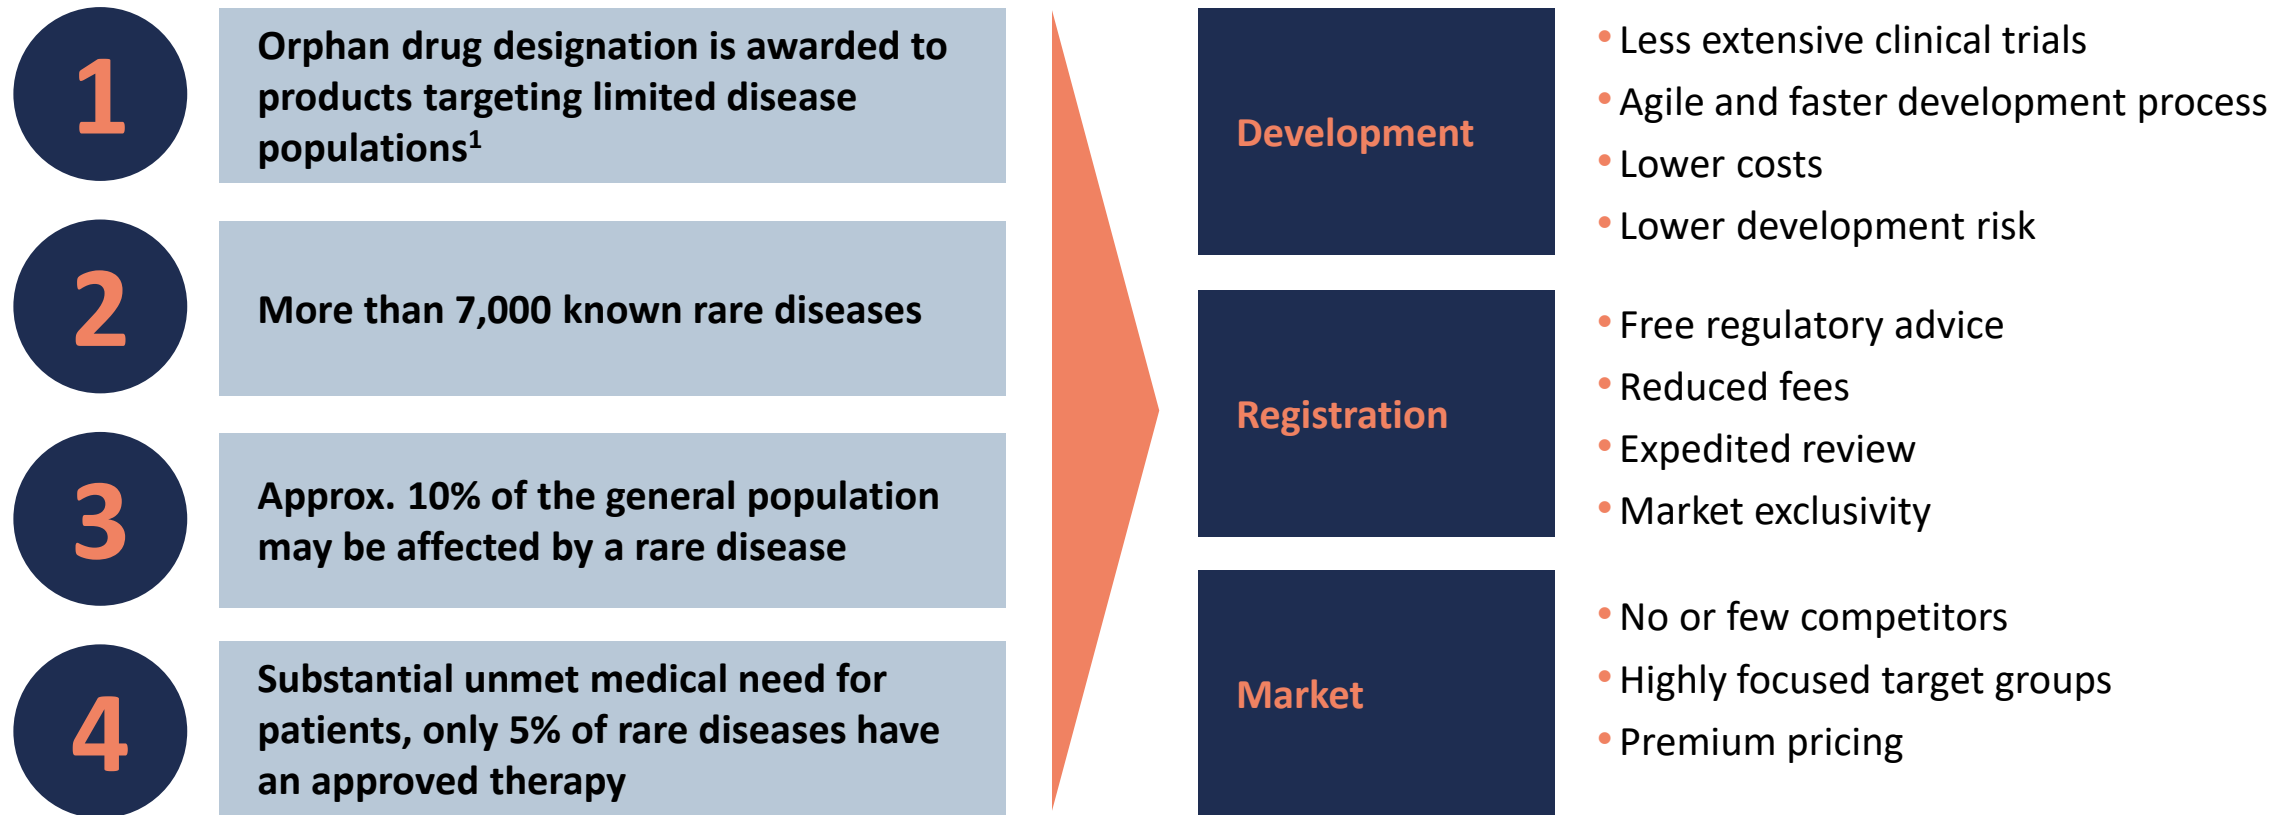 1
Orphan drug designation is awarded to
products targeting limited disease
populations¹
2
More than 7,000 known rare diseases
3
Approx. 10% of the general population
may be affected by a rare disease
4
Substantial unmet medical need for
patients, only 5% of rare diseases have
an approved therapy
Development
• Less extensive clinical trials
• Agile and faster development process
• Lower costs
• Lower development risk
Registration
• Free regulatory advice
• Reduced fees
• Expedited review
• Market exclusivity
Market
• No or few competitors
• Highly focused target groups
• Premium pricing